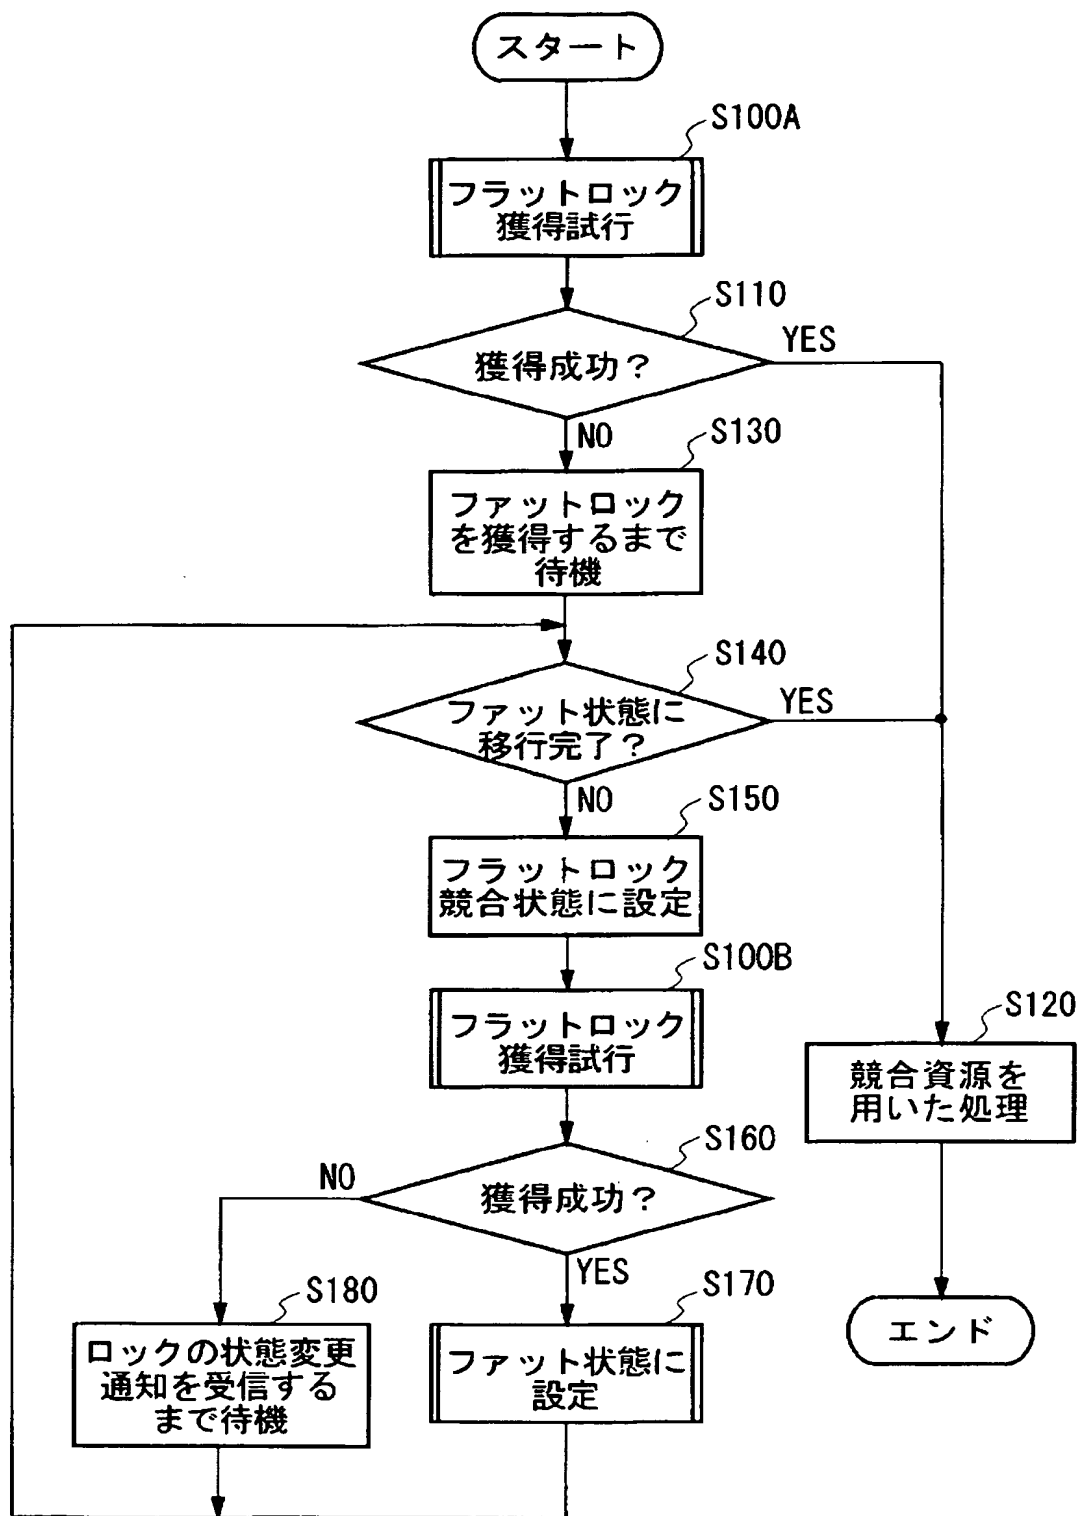 スタート
S100A
フラットロック
獲得試行
S110
獲得成功？
YES
NO
S130
ファットロック
を獲得するまで
待機
S140
ファット状態に
移行完了？
YES
NO
S150
フラットロック
競合状態に設定
S100B
フラットロック
獲得試行
S120
競合資源を
用いた処理
S160
獲得成功？
NO
YES
S180
ロックの状態変更
通知を受信する
まで待機
S170
ファット状態に
設定
エンド